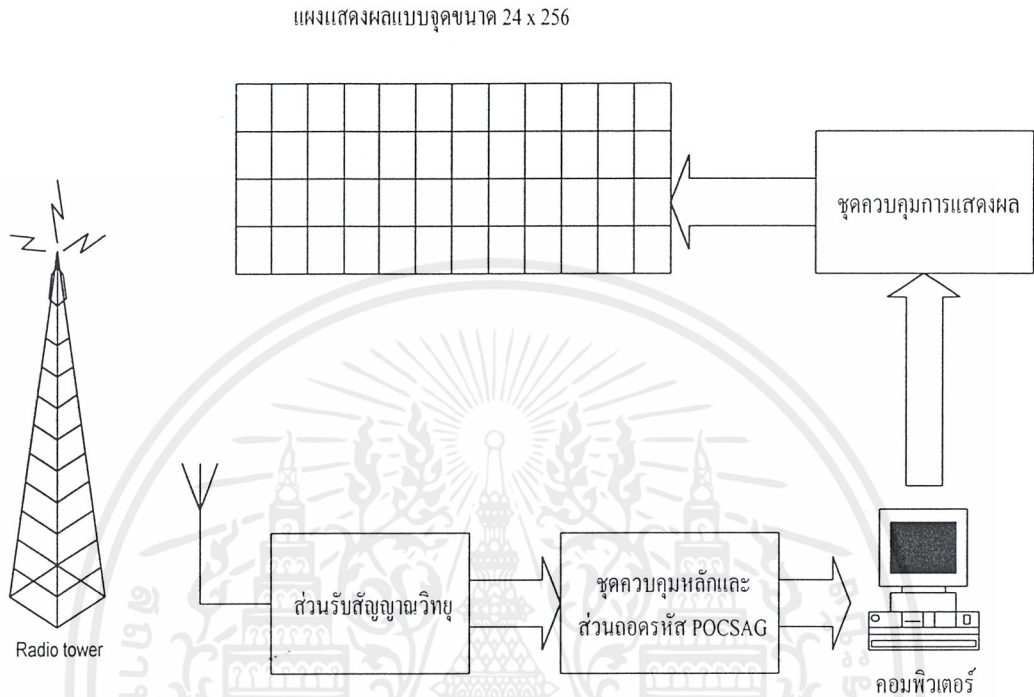 แผงแสดงผลแบบจุดขนาด 24 x 256
ชุดควบคุมการแสดงผล
Radio tower
ส่วนรับสัญญาณวิทยุ
ชุดควบคุมหลักและ
ส่วนถอดรหัส POCSAG
คอมพิวเตอร์